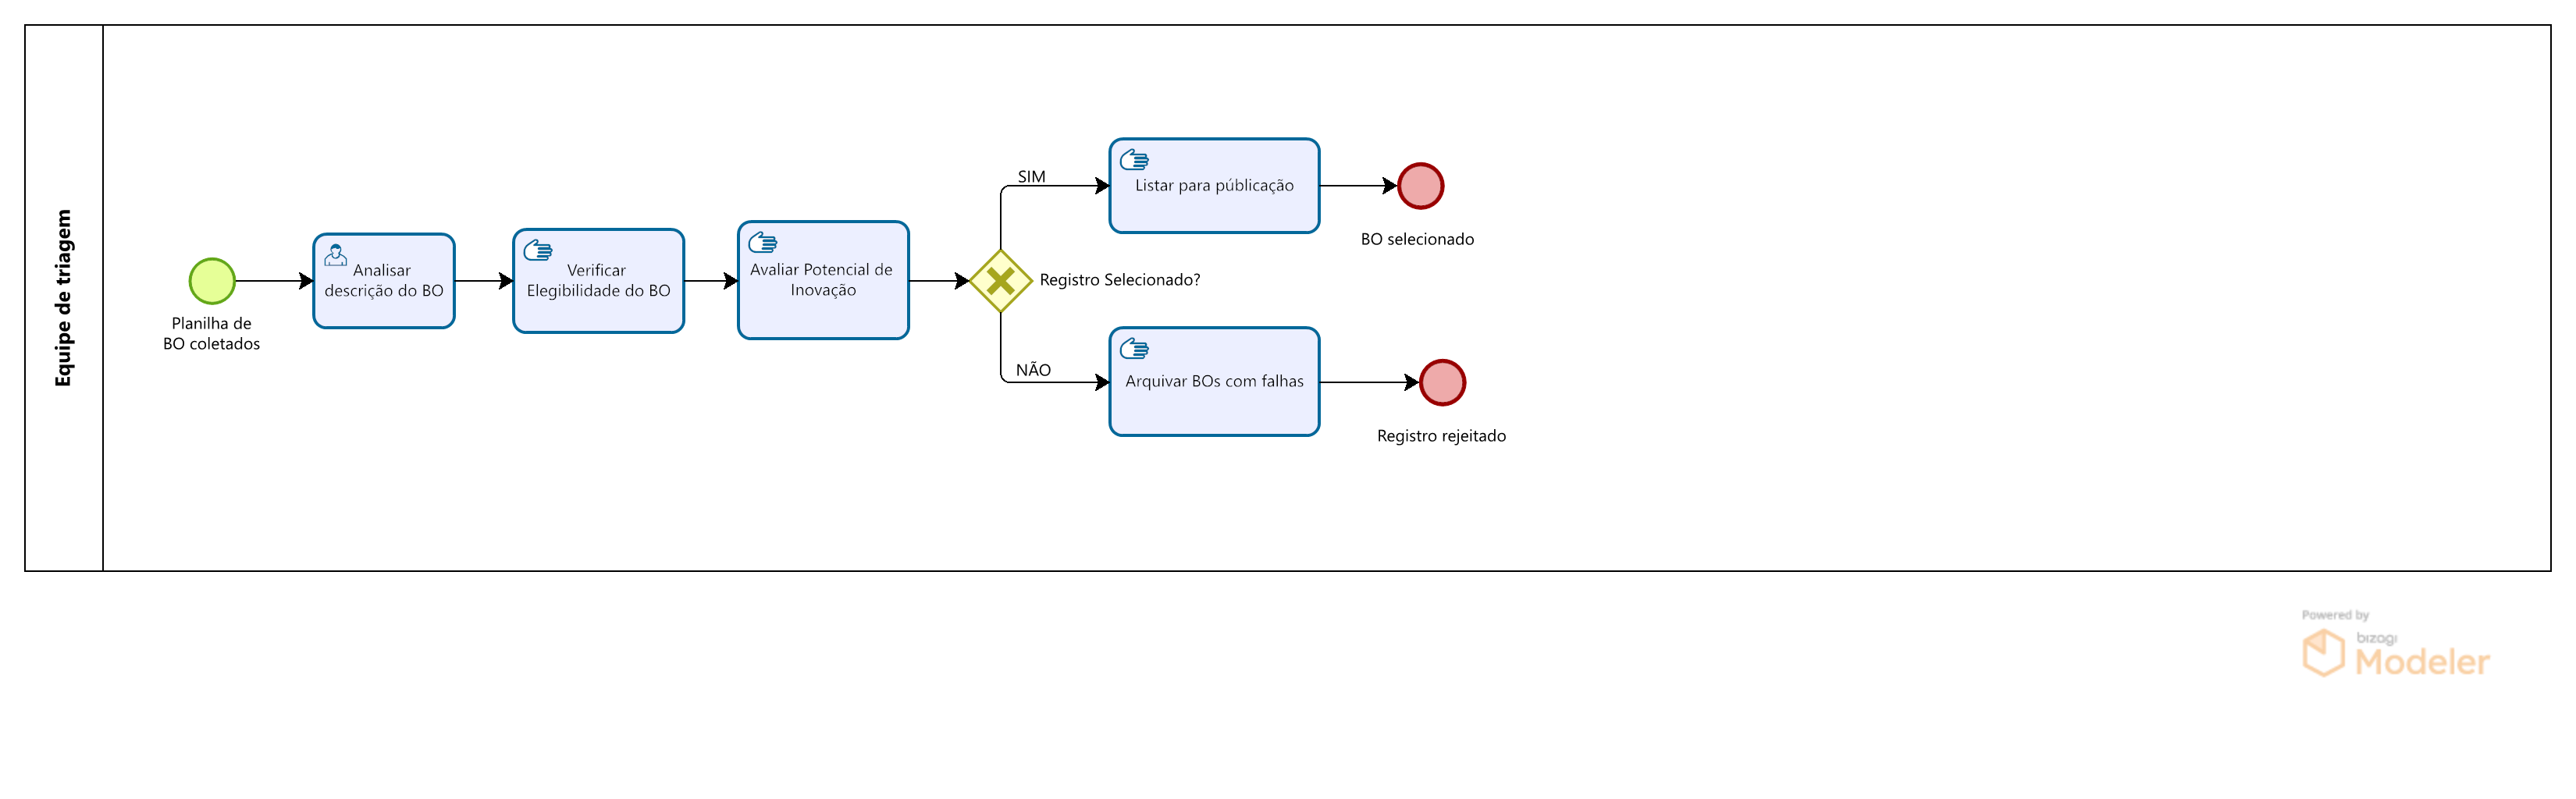 Equipe de triagem
Planilha de
BO coletados
Analisar
descrição do BO
Verificar
Elegibilidade do BO
Avaliar Potencial de
Inovação
Registro Selecionado?
SIM
Listar para públicação
BO selecionado
NÃO
Arquivar BOs com falhas
Registro rejeitado
Powered by
bizagi
Modeler